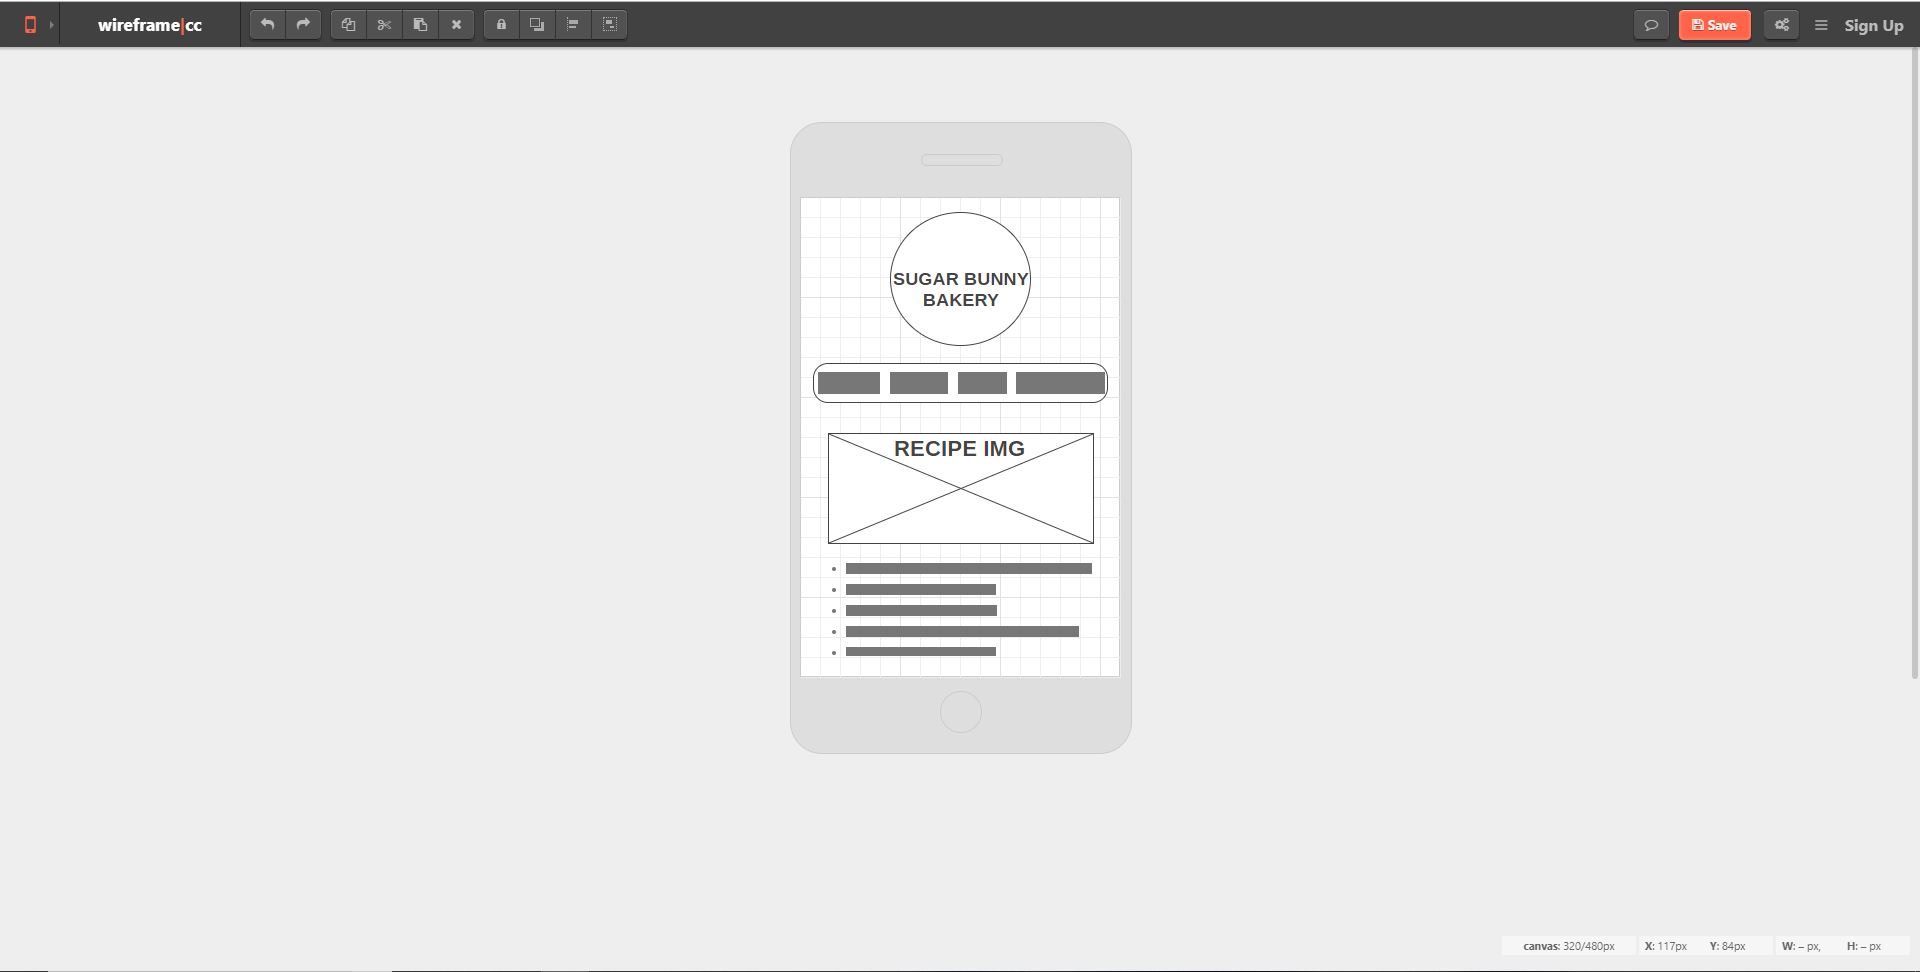 wireframe|cc
Save
Sign Up
SUGAR BUNNY
BAKERY
RECIPE IMG
canvas: 320/480px X: 117px Y: 84px W: – px, H: – px